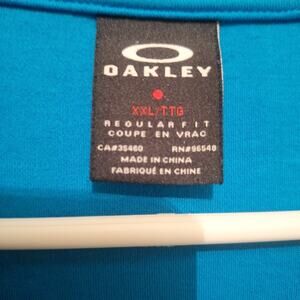 OAKLEY
XXL/TTG
REGULAR FIT
COUPE EN VRAC
CA#35460 RN#96548
MADE IN CHINA
FABRIQUÉ EN CHINE